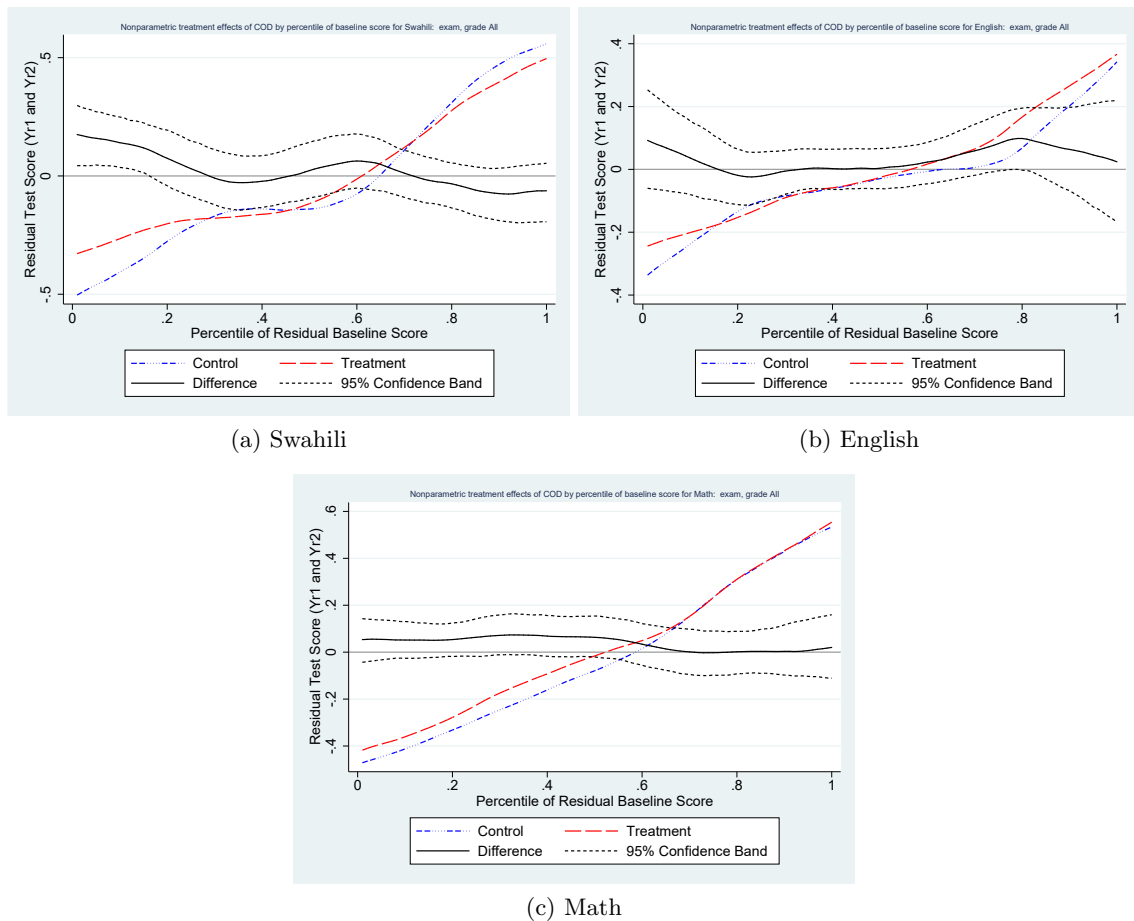 Nonparametric treatment effects of COD by percentile of baseline score for Swahili: exam, grade All
Residual Test Score (Yr1 and Yr2)
.5
0
-.5
0 .2 .4 .6 .8 1
Percentile of Residual Baseline Score
Control Treatment
Difference 95% Confidence Band
(a) Swahili
Nonparametric treatment effects of COD by percentile of baseline score for English: exam, grade All
Residual Test Score (Yr1 and Yr2)
.4
.2
0
-.2
-.4
0 .2 .4 .6 .8 1
Percentile of Residual Baseline Score
Control Treatment
Difference 95% Confidence Band
(b) English
Nonparametric treatment effects of COD by percentile of baseline score for Math: exam, grade All
Residual Test Score (Yr1 and Yr2)
.6
.4
.2
0
-.2
-.4
0 .2 .4 .6 .8 1
Percentile of Residual Baseline Score
Control Treatment
Difference 95% Confidence Band
(c) Math